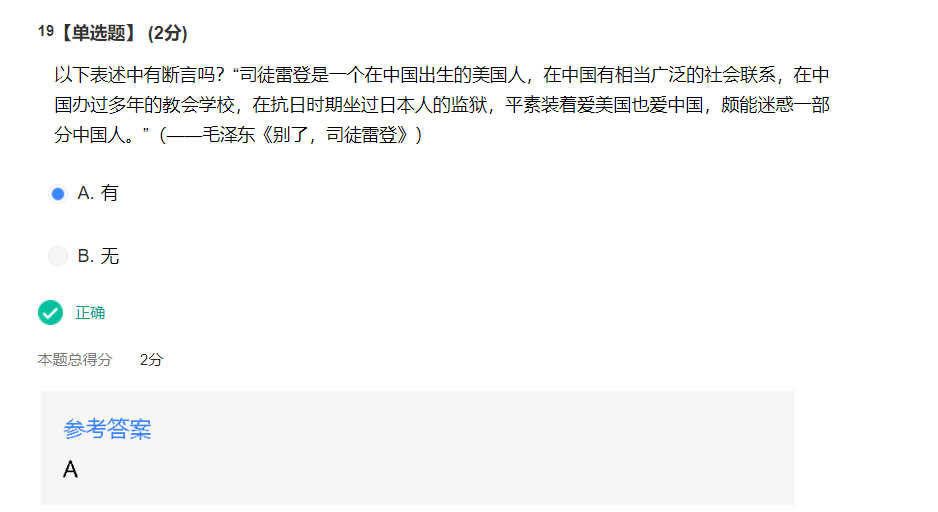 19【单选题】 (2分)
以下表述中有断言吗？“司徒雷登是一个在中国出生的美国人，在中国有相当广泛的社会联系，在中
国办过多年的教会学校，在抗日时期坐过日本人的监狱，平素装着爱美国也爱中国，颇能迷惑一部
分中国人。”（——毛泽东《别了，司徒雷登》）
A. 有
B. 无
正确
本题总得分 2分
参考答案
A